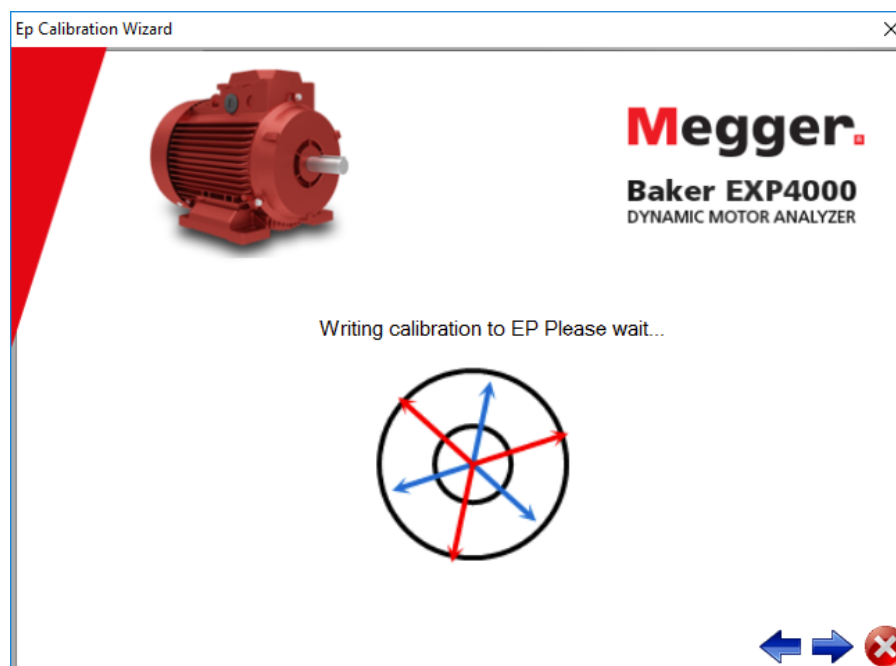 Ep Calibration Wizard
Megger.
Baker EXP4000
DYNAMIC MOTOR ANALYZER
Writing calibration to EP Please wait...